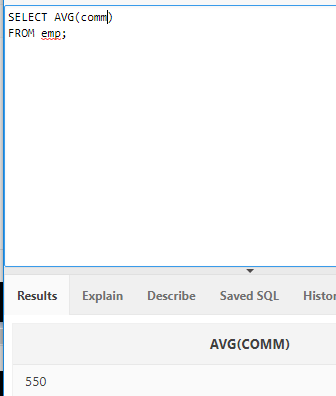 SELECT AVG(comm)
FROM emp;
Results Explain Describe Saved SQL Histor
AVG(COMM)
550